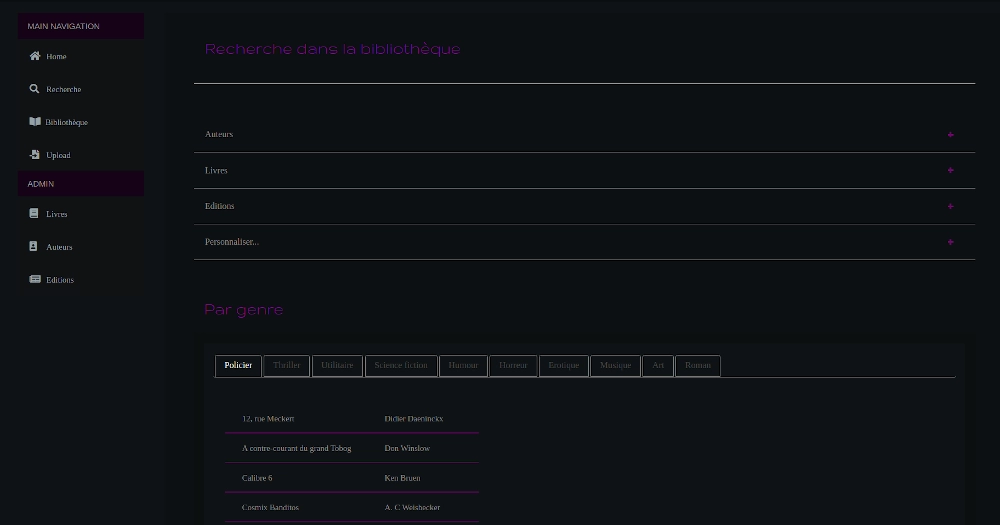 MAIN NAVIGATION
Home
Recherche
Bibliothèque
Upload
ADMIN
Livres
Auteurs
Editions
Recherche dans la bibliothèque
Auteurs
Livres
Editions
Personnaliser...
Par genre
Policier Thriller Utilitaire Science fiction Humour Horreur Erotique Musique Art Roman
12, rue Meckert Didier Daeninckx
A contre-courant du grand Tobog Don Winslow
Calibre 6 Ken Bruen
Cosmix Banditos A. C Weisbecker